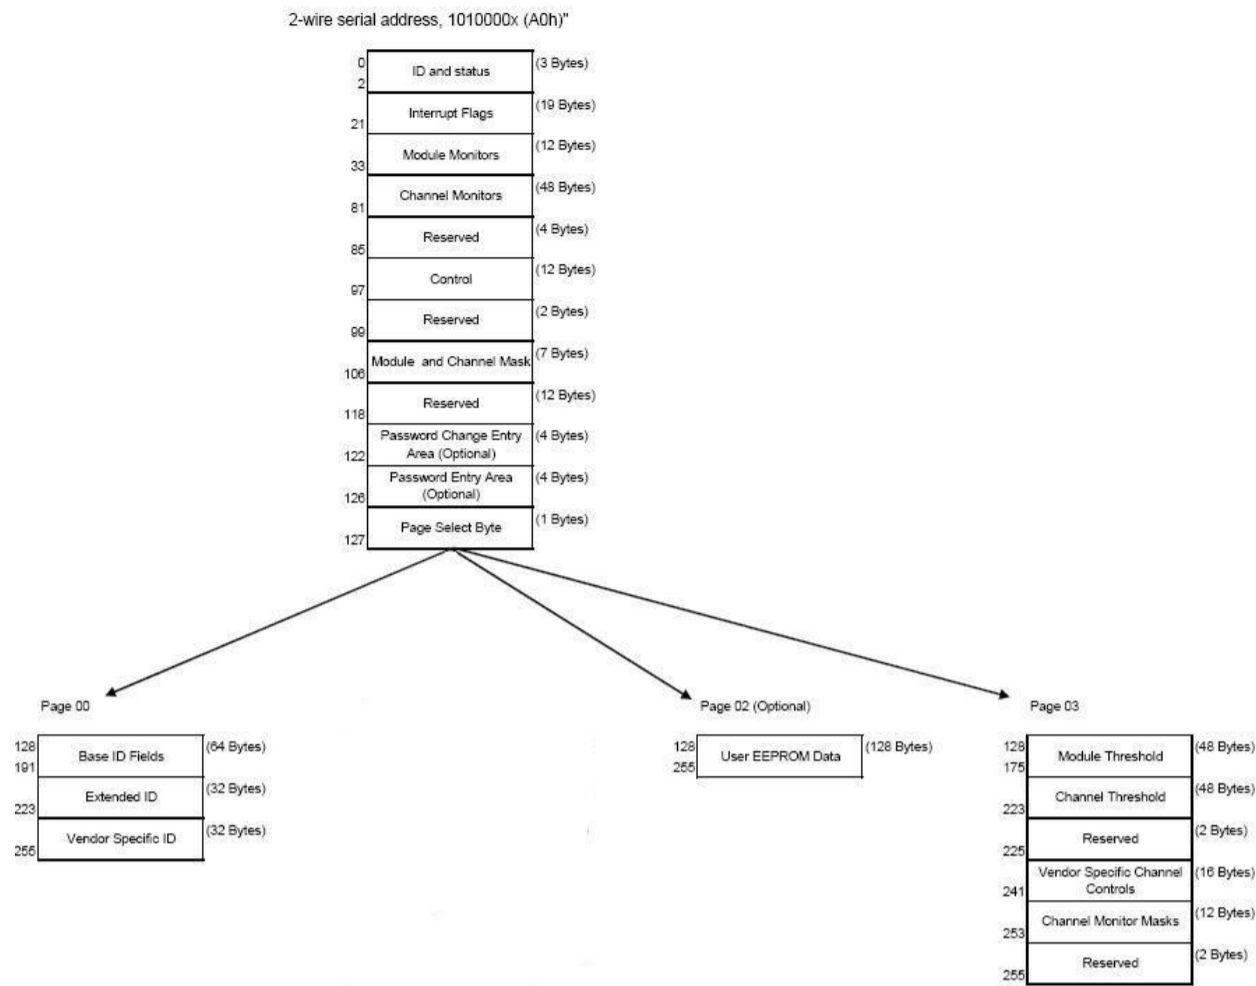 2-wire serial address, 1010000x (A0h)"
0
2
ID and status
(3 Bytes)
21
Interrupt Flags
(19 Bytes)
33
Module Monitors
(12 Bytes)
81
Channel Monitors
(48 Bytes)
85
Reserved
(4 Bytes)
97
Control
(12 Bytes)
99
Reserved
(2 Bytes)
106
Module and Channel Mask
(7 Bytes)
118
Reserved
(12 Bytes)
122
Password Change Entry
Area (Optional)
(4 Bytes)
126
Password Entry Area
(Optional)
(4 Bytes)
127
Page Select Byte
(1 Bytes)
Page 00
128
191
Base ID Fields
(64 Bytes)
223
Extended ID
(32 Bytes)
255
Vendor Specific ID
(32 Bytes)
Page 02 (Optional)
128
255
User EEPROM Data
(128 Bytes)
Page 03
128
175
Module Threshold
(48 Bytes)
223
Channel Threshold
(48 Bytes)
225
Reserved
(2 Bytes)
241
Vendor Specific Channel
Controls
(16 Bytes)
253
Channel Monitor Masks
(12 Bytes)
255
Reserved
(2 Bytes)